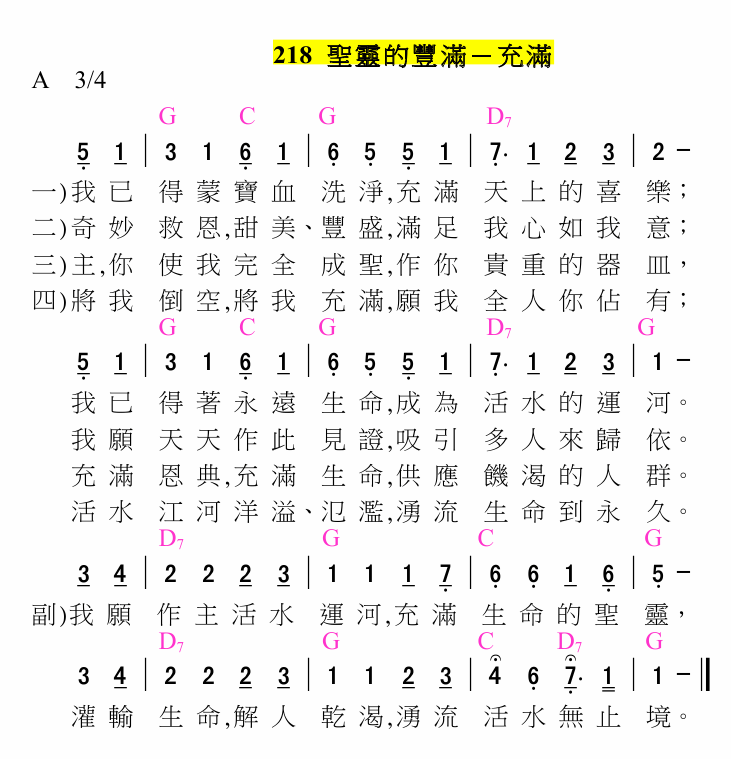 218 聖靈的豐滿－充滿
A 3/4
G C G D7
5 1 | 3 1 6 1 | 6 5 5 1 | 7· 1 2 3 | 2 －
一)我已 得蒙寶血 洗淨,充滿 天上的喜 樂；
二)奇妙 救恩,甜美、豐盛,滿足 我心如我 意；
三)主,你 使我完全 成聖,作你 貴重的器 皿，
四)將我 倒空,將我 充滿,願我 全人你佔 有；
G C G D7 G
5 1 | 3 1 6 1 | 6 5 5 1 | 7· 1 2 3 | 1 －
我已 得著永遠 生命,成為 活水的運 河。
我願 天天作此 見證,吸引 多人來歸 依。
充滿 恩典,充滿 生命,供應 饑渴的人 群。
活水 江河洋溢、氾濫,湧流 生命到永 久。
D7 G C G
3 4 | 2 2 2 3 | 1 1 1 7 | 6 6 1 6 | 5 －
副)我願 作主活水 運河,充滿 生命的聖 靈，
D7 G C D7 G
3 4 | 2 2 2 3 | 1 1 2 3 | 4 6 7· 1 | 1 － ‖
灌輸 生命,解人 乾渴,湧流 活水無止 境。